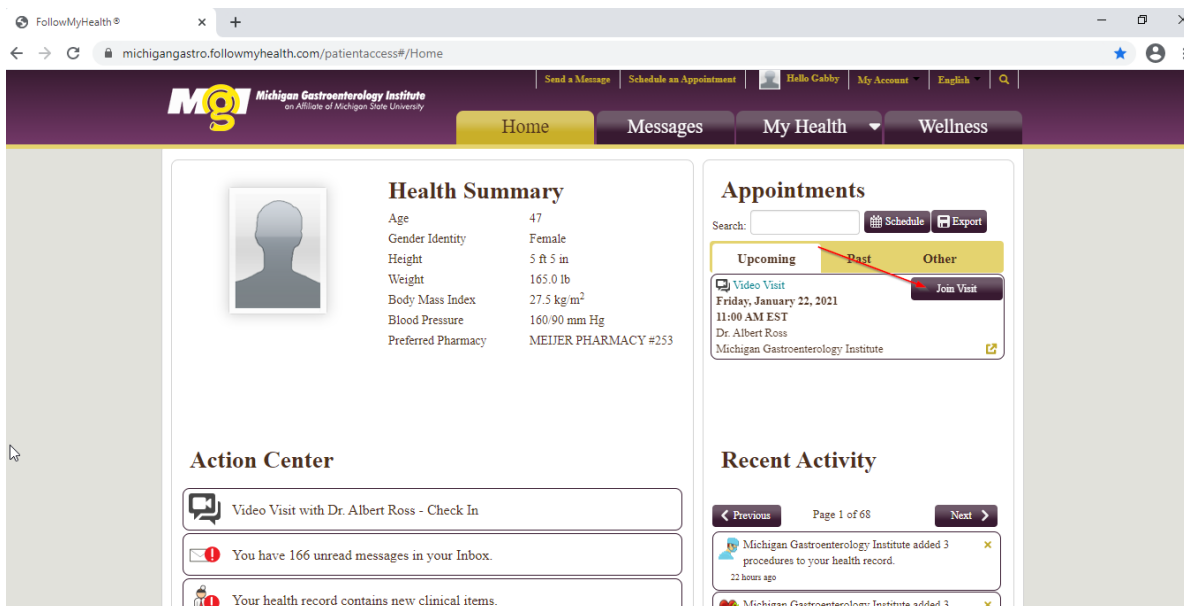 FollowMyHealth®
michigangastro.followmyhealth.com/patientaccess#/Home
Send a Message Schedule an Appointment Hello Gabby My Account English
MGI Michigan Gastroenterology Institute
an Affiliate of Michigan State University
Home Messages My Health Wellness
Health Summary
Age 47
Gender Identity Female
Height 5 ft 5 in
Weight 165.0 lb
Body Mass Index 27.5 kg/m²
Blood Pressure 160/90 mm Hg
Preferred Pharmacy MEIJER PHARMACY #253
Appointments
Search: Schedule Export
Upcoming Past Other
Video Visit Join Visit
Friday, January 22, 2021
11:00 AM EST
Dr. Albert Ross
Michigan Gastroenterology Institute
Action Center
Video Visit with Dr. Albert Ross - Check In
You have 166 unread messages in your Inbox.
Your health record contains new clinical items.
Recent Activity
Previous Page 1 of 68 Next
Michigan Gastroenterology Institute added 3
procedures to your health record.
22 hours ago
Michigan Gastroenterology Institute added 3